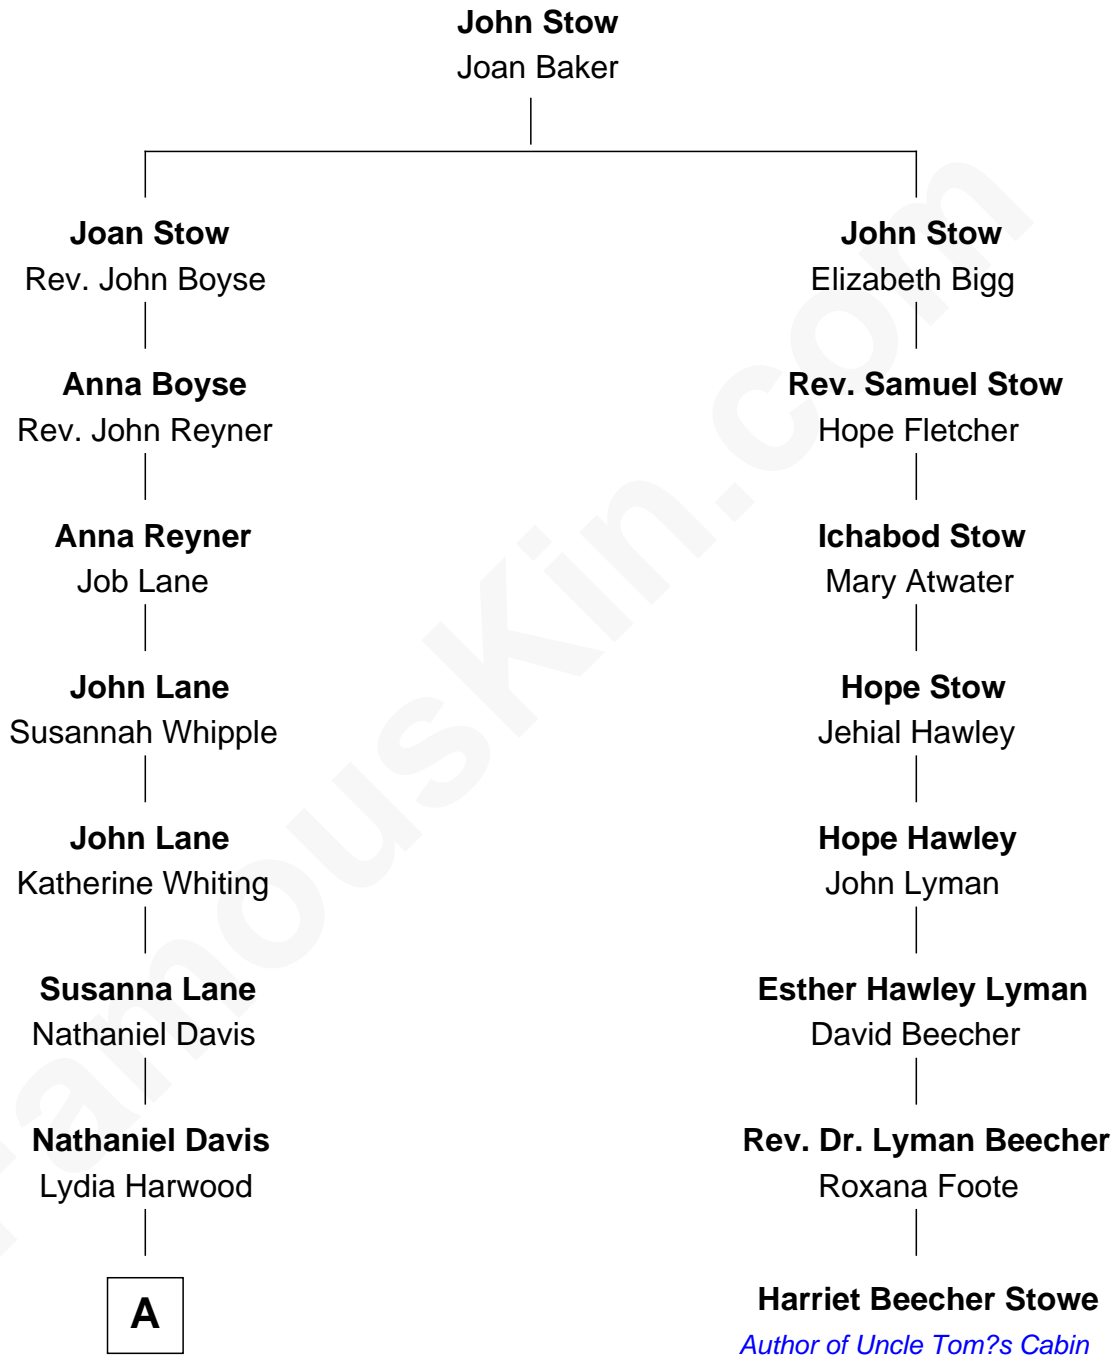 John Stow
Joan Baker
Joan Stow
Rev. John Boyse
John Stow
Elizabeth Bigg
Anna Boyse
Rev. John Reyner
Rev. Samuel Stow
Hope Fletcher
Anna Reyner
Job Lane
Ichabod Stow
Mary Atwater
John Lane
Susannah Whipple
Hope Stow
Jehial Hawley
John Lane
Katherine Whiting
Hope Hawley
John Lyman
Susanna Lane
Nathaniel Davis
Esther Hawley Lyman
David Beecher
Nathaniel Davis
Lydia Harwood
Rev. Dr. Lyman Beecher
Roxana Foote
A
Harriet Beecher Stowe
Author of Uncle Tom?s Cabin
FamousKin.com